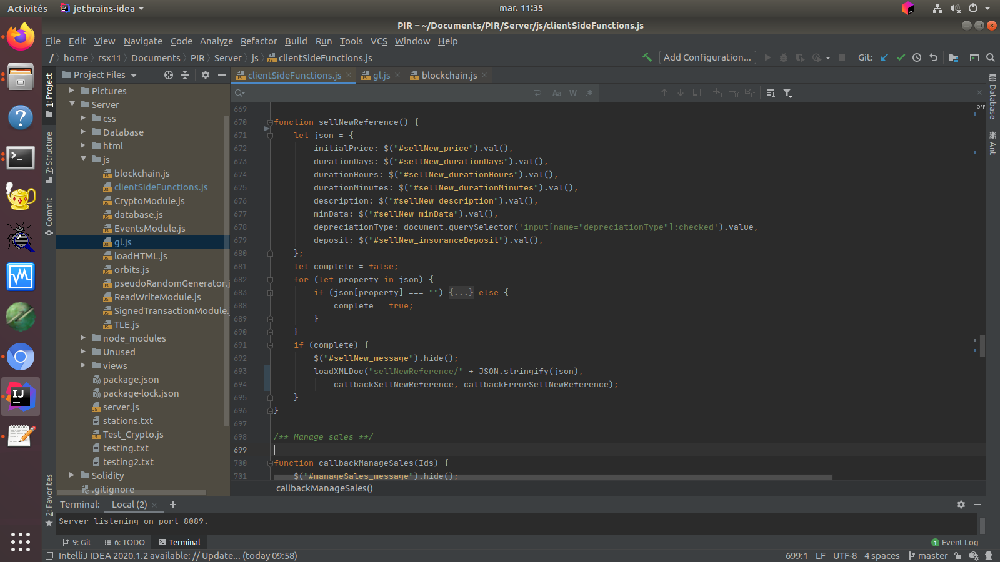 Activités jetbrains-idea mar. 11:35
PIR – ~/Documents/PIR/Server/js/clientSideFunctions.js
File Edit View Navigate Code Analyze Refactor Build Run Tools VCS Window Help
/ home rsx11 Documents PIR Server js clientSideFunctions.js Add Configuration... Git:
Project Files
clientSideFunctions.js gl.js blockchain.js
Aa W .*
OFF
1: Project
7: Structure
Commit
2: Favorites
Database
Ant
Pictures
Server
css
Database
html
js
blockchain.js
clientSideFunctions.js
CryptoModule.js
database.js
EventsModule.js
gl.js
loadHTML.js
orbits.js
pseudoRandomGenerator.j
ReadWriteModule.js
SignedTransactionModule.
TLE.js
node_modules
Unused
views
package.json
package-lock.json
server.js
stations.txt
Test_Crypto.js
testing.txt
testing2.txt
Solidity
.gitignore
669
670 function sellNewReference() {
671 let json = {
672 initialPrice: $("#sellNew_price").val(),
673 durationDays: $("#sellNew_durationDays").val(),
674 durationHours: $("#sellNew_durationHours").val(),
675 durationMinutes: $("#sellNew_durationMinutes").val(),
676 description: $("#sellNew_description").val(),
677 minData: $("#sellNew_minData").val(),
678 depreciationType: document.querySelector('input[name="depreciationType"]:checked').value,
679 deposit: $("#sellNew_insuranceDeposit").val(),
680 };
681 let complete = false;
682 for (let property in json) {
683 if (json[property] === "") {...} else {
688 complete = true;
689 }
690 }
691 if (complete) {
692 $("#sellNew_message").hide();
693 loadXMLDoc("sellNewReference/" + JSON.stringify(json),
694 callbackSellNewReference, callbackErrorSellNewReference);
695 }
696 }
697
698 /** Manage sales **/
699
700 function callbackManageSales(Ids) {
701 $("#manageSales_message").hide();
callbackManageSales()
Terminal: Local (2)
Server listening on port 8089.
9: Git 6: TODO Terminal 1 Event Log
IntelliJ IDEA 2020.1.2 available: // Update... (today 09:58) 699:1 LF UTF-8 4 spaces master